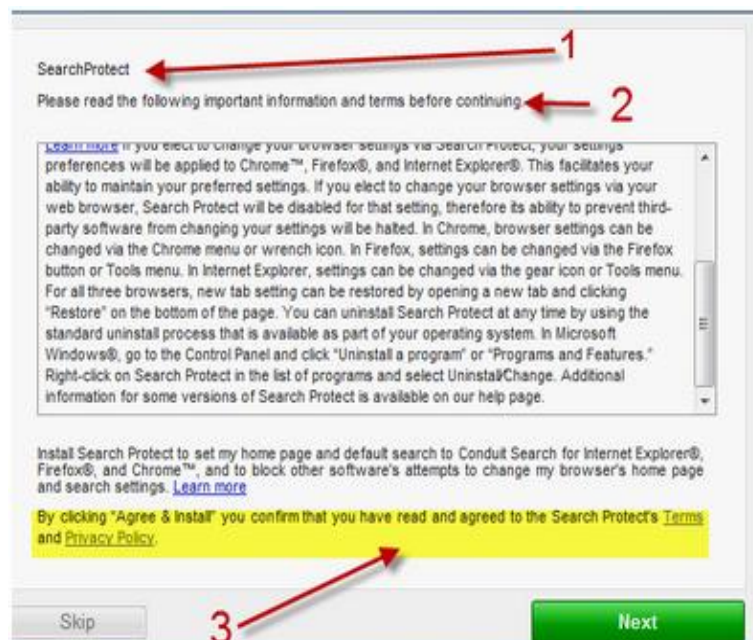 1
SearchProtect
Please read the following important information and terms before continuing
2
Learn more If you elect to change your browser settings via Search Protect, your settings
preferences will be applied to Chrome™, Firefox®, and Internet Explorer®. This facilitates your
ability to maintain your preferred settings. If you elect to change your browser settings via your
web browser, Search Protect will be disabled for that setting, therefore its ability to prevent third-
party software from changing your settings will be halted. In Chrome, browser settings can be
changed via the Chrome menu or wrench icon. In Firefox, settings can be changed via the Firefox
button or Tools menu. In Internet Explorer, settings can be changed via the gear icon or Tools menu.
For all three browsers, new tab setting can be restored by opening a new tab and clicking
“Restore” on the bottom of the page. You can uninstall Search Protect at any time by using the
standard uninstall process that is available as part of your operating system. In Microsoft
Windows®, go to the Control Panel and click “Uninstall a program” or “Programs and Features.”
Right-click on Search Protect in the list of programs and select Uninstall/Change. Additional
information for some versions of Search Protect is available on our help page.
Install Search Protect to set my home page and default search to Conduit Search for Internet Explorer®,
Firefox®, and Chrome™, and to block other software's attempts to change my browser's home page
and search settings. Learn more
By clicking "Agree & Install" you confirm that you have read and agreed to the Search Protect's Terms
and Privacy Policy.
3
Skip
Next